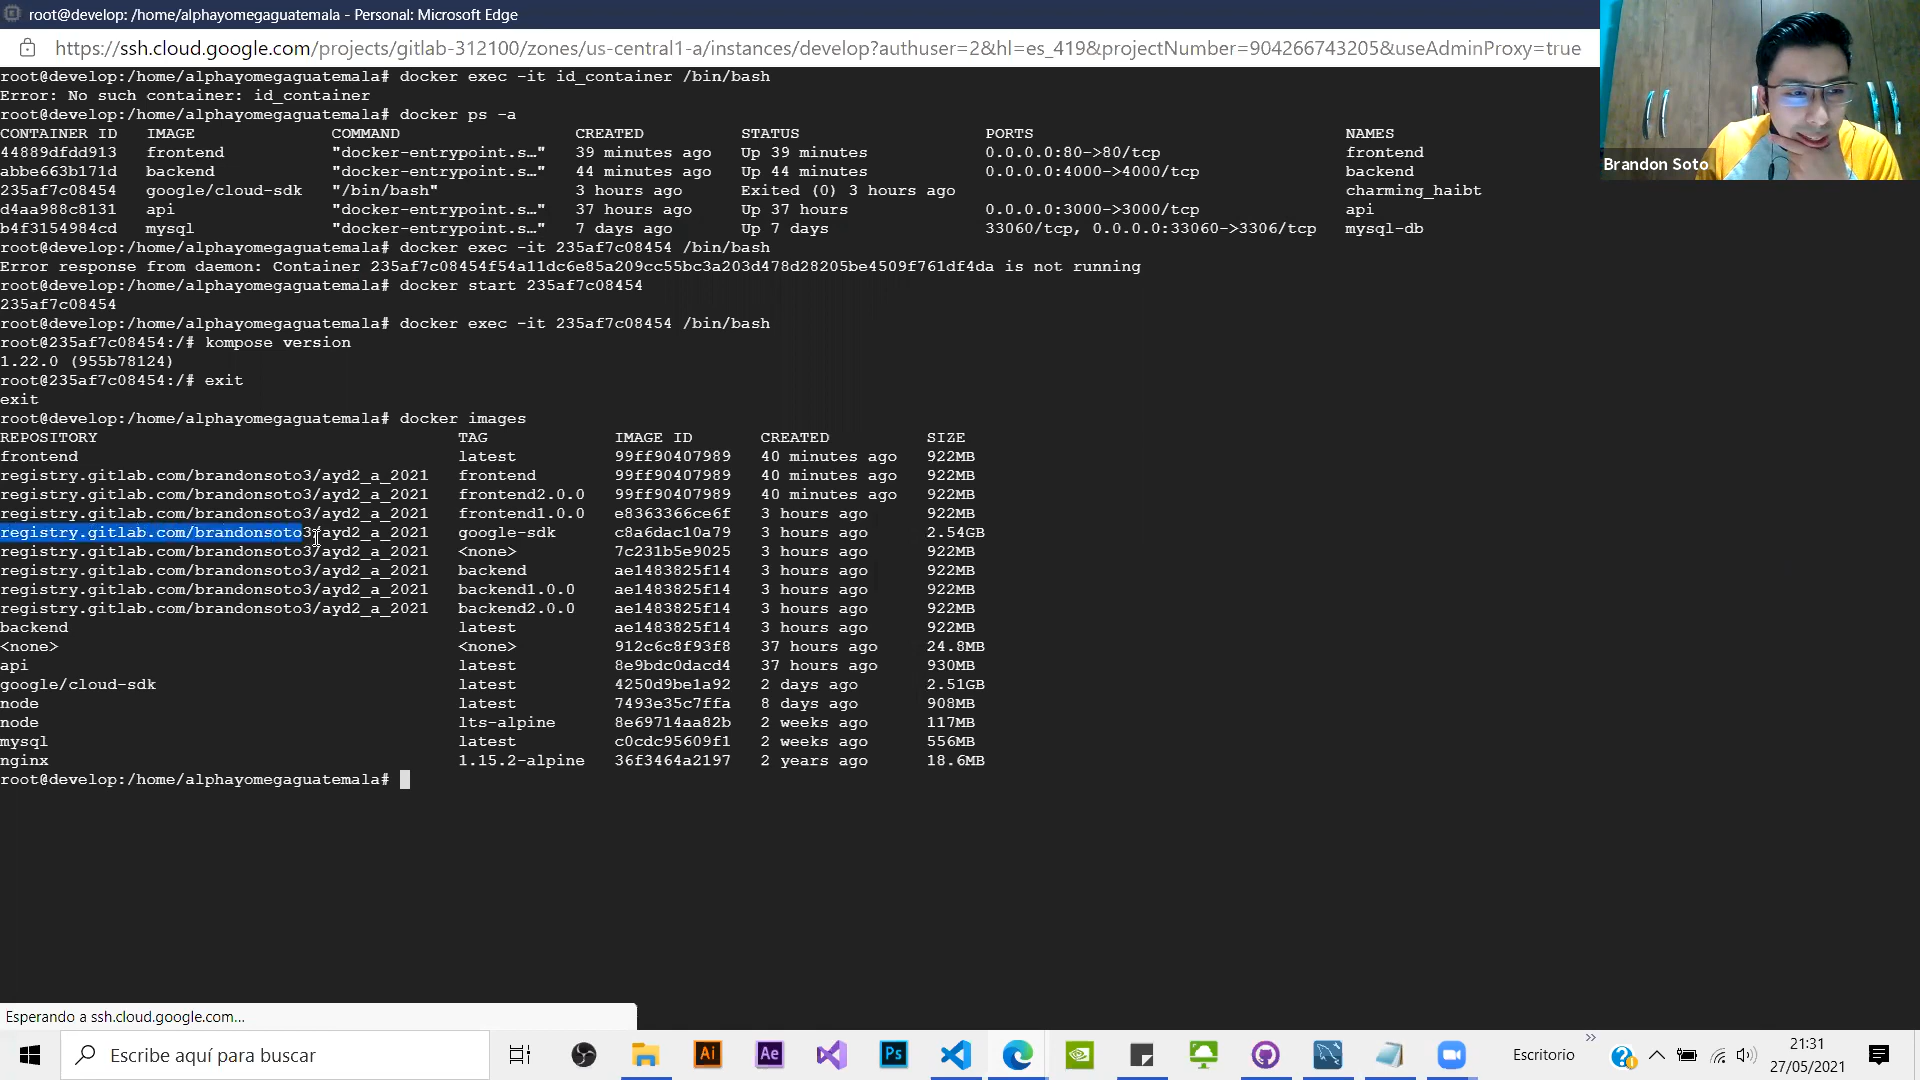 root@develop: /home/alphayomegaguatemala - Personal: Microsoft Edge
https://ssh.cloud.google.com/projects/gitlab-312100/zones/us-central1-a/instances/develop?authuser=2&hl=es_419&projectNumber=904266743205&useAdminProxy=true
root@develop:/home/alphayomegaguatemala# docker exec -it id_container /bin/bash
Error: No such container: id_container
root@develop:/home/alphayomegaguatemala# docker ps -a
CONTAINER ID IMAGE COMMAND CREATED STATUS PORTS NAMES
44889dfdd913 frontend "docker-entrypoint.s…" 39 minutes ago Up 39 minutes 0.0.0.0:80->80/tcp frontend
abbe663b171d backend "docker-entrypoint.s…" 44 minutes ago Up 44 minutes 0.0.0.0:4000->4000/tcp backend
235af7c08454 google/cloud-sdk "/bin/bash" 3 hours ago Exited (0) 3 hours ago charming_haibt
d4aa988c8131 api "docker-entrypoint.s…" 37 hours ago Up 37 hours 0.0.0.0:3000->3000/tcp api
b4f3154984cd mysql "docker-entrypoint.s…" 7 days ago Up 7 days 33060/tcp, 0.0.0.0:33060->3306/tcp mysql-db
root@develop:/home/alphayomegaguatemala# docker exec -it 235af7c08454 /bin/bash
Error response from daemon: Container 235af7c08454f54a11dc6e85a209cc55bc3a203d478d28205be4509f761df4da is not running
root@develop:/home/alphayomegaguatemala# docker start 235af7c08454
235af7c08454
root@develop:/home/alphayomegaguatemala# docker exec -it 235af7c08454 /bin/bash
root@235af7c08454:/# kompose version
1.22.0 (955b78124)
root@235af7c08454:/# exit
exit
root@develop:/home/alphayomegaguatemala# docker images
REPOSITORY TAG IMAGE ID CREATED SIZE
frontend latest 99ff90407989 40 minutes ago 922MB
registry.gitlab.com/brandonsoto3/ayd2_a_2021 frontend 99ff90407989 40 minutes ago 922MB
registry.gitlab.com/brandonsoto3/ayd2_a_2021 frontend2.0.0 99ff90407989 40 minutes ago 922MB
registry.gitlab.com/brandonsoto3/ayd2_a_2021 frontend1.0.0 e8363366ce6f 3 hours ago 922MB
registry.gitlab.com/brandonsoto3/ayd2_a_2021 google-sdk c8a6dac10a79 3 hours ago 2.54GB
registry.gitlab.com/brandonsoto3/ayd2_a_2021 <none> 7c231b5e9025 3 hours ago 922MB
registry.gitlab.com/brandonsoto3/ayd2_a_2021 backend ae1483825f14 3 hours ago 922MB
registry.gitlab.com/brandonsoto3/ayd2_a_2021 backend1.0.0 ae1483825f14 3 hours ago 922MB
registry.gitlab.com/brandonsoto3/ayd2_a_2021 backend2.0.0 ae1483825f14 3 hours ago 922MB
backend latest ae1483825f14 3 hours ago 922MB
<none> <none> 912c6c8f93f8 37 hours ago 24.8MB
api latest 8e9bdc0dacd4 37 hours ago 930MB
google/cloud-sdk latest 4250d9be1a92 2 days ago 2.51GB
node latest 7493e35c7ffa 8 days ago 908MB
node lts-alpine 8e69714aa82b 2 weeks ago 117MB
mysql latest c0cdc95609f1 2 weeks ago 556MB
nginx 1.15.2-alpine 36f3464a2197 2 years ago 18.6MB
root@develop:/home/alphayomegaguatemala#
Brandon Soto
Esperando a ssh.cloud.google.com...
Escribe aquí para buscar
Ai
Ae
Ps
Escritorio
21:31
27/05/2021